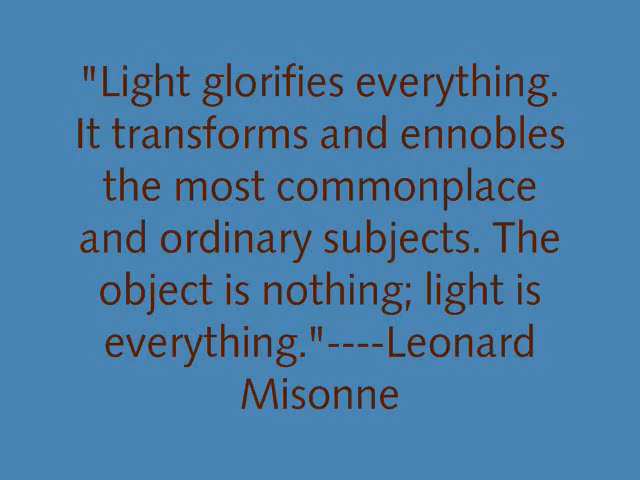 "Light glorifies everything.
It transforms and ennobles
the most commonplace
and ordinary subjects. The
object is nothing; light is
everything."----Leonard
Misonne